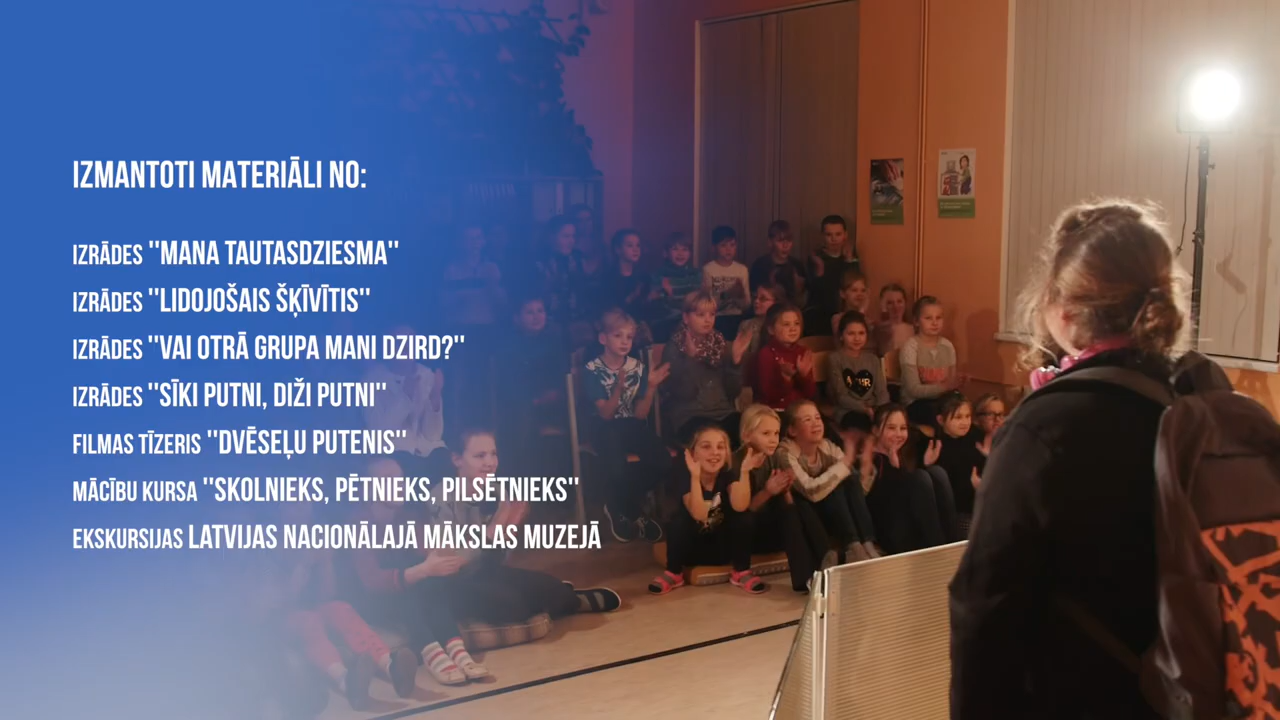 IZMANTOTI MATERIĀLI NO:
IZRĀDES "MANA TAUTASDZIESMA"
IZRĀDES "LIDOJOŠAIS ŠĶĪVĪTIS"
IZRĀDES "VAI OTRĀ GRUPA MANI DZIRD?"
IZRĀDES "SĪKI PUTNI, DIŽI PUTNI"
FILMAS TĪZERIS "DVĒSEĻU PUTENIS"
MĀCĪBU KURSA "SKOLNIEKS, PĒTNIEKS, PILSĒTNIEKS"
EKSKURSIJAS LATVIJAS NACIONĀLAJĀ MĀKSLAS MUZEJĀ